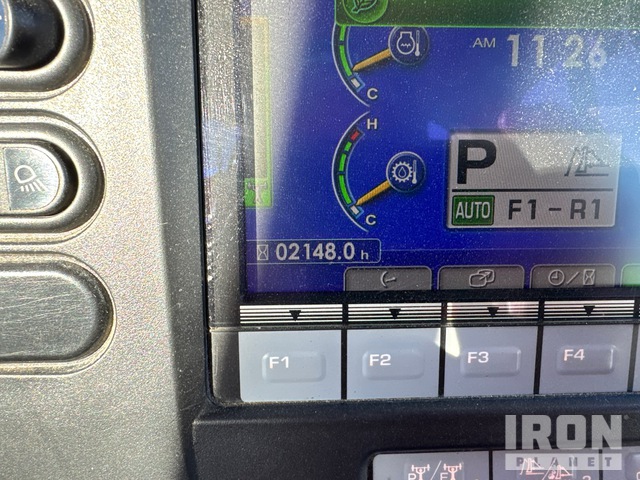 AM 11:26
C
H
P
C
AUTO F1-R1
02148.0 h
F1 F2 F3 F4
IRON
PLANET